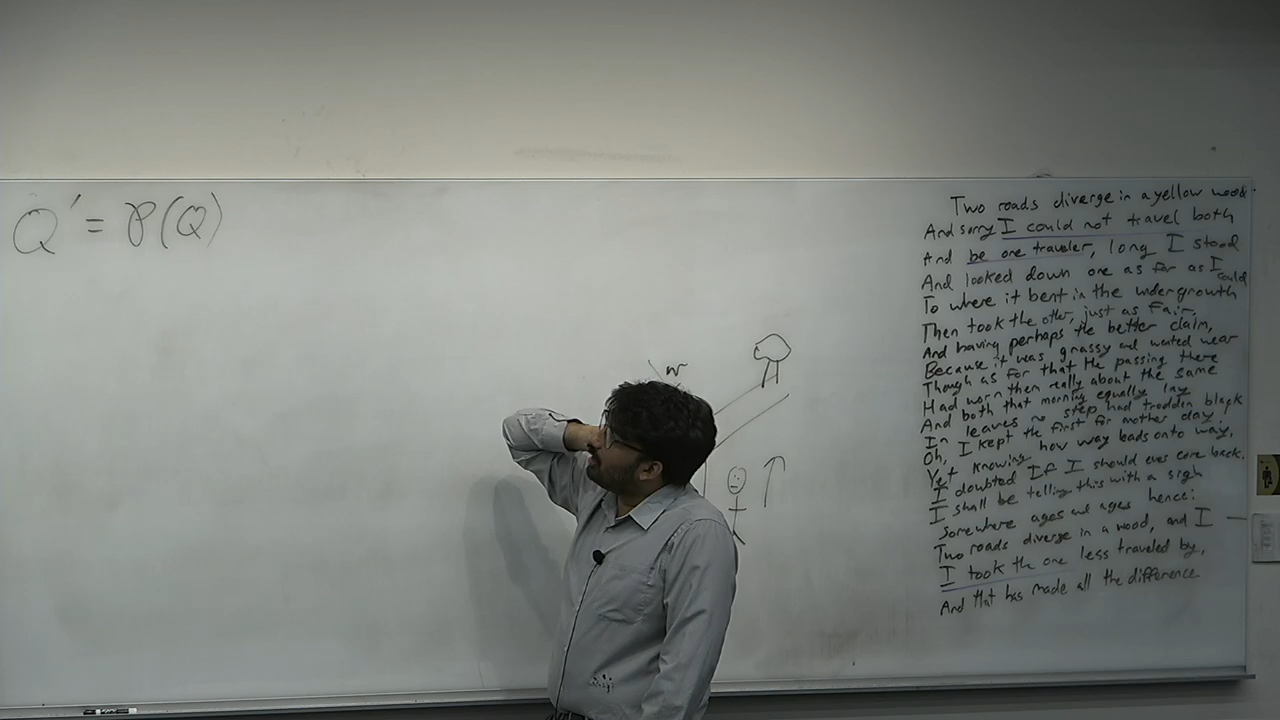 Q' = P(Q)
w
Two roads diverge in a yellow wood
And sorry I could not travel both
And be one traveler, long I stood
And looked down one as far as I could
To where it bent in the undergrowth
Then took the other, just as fair,
And having perhaps the better claim,
Because it was grassy and wanted wear
Though as for that the passing there
Had worn them really about the same
And both that morning equally lay
In leaves no step had trodden black
Oh, I kept the first for another day.
Yet knowing how way leads onto way,
I doubted If I should ever come back.
I shall be telling this with a sigh
Somewhere ages and ages hence:
Two roads diverge in a wood, and I
I took the one less traveled by,
And that has made all the difference